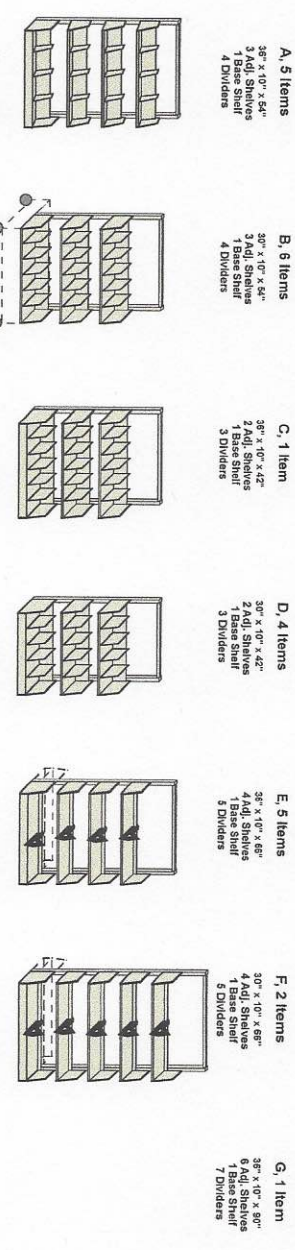 A, 5 Items
36" x 10" x 54"
3 Adj. Shelves
1 Base Shelf
4 Dividers
B, 6 Items
30" x 10" x 54"
3 Adj. Shelves
1 Base Shelf
4 Dividers
C, 1 Item
36" x 10" x 42"
2 Adj. Shelves
1 Base Shelf
3 Dividers
D, 4 Items
30" x 10" x 42"
2 Adj. Shelves
1 Base Shelf
3 Dividers
E, 5 Items
36" x 10" x 66"
4 Adj. Shelves
1 Base Shelf
5 Dividers
F, 2 Items
30" x 10" x 66"
4 Adj. Shelves
1 Base Shelf
5 Dividers
G, 1 Item
36" x 10" x 90"
6 Adj. Shelves
1 Base Shelf
7 Dividers